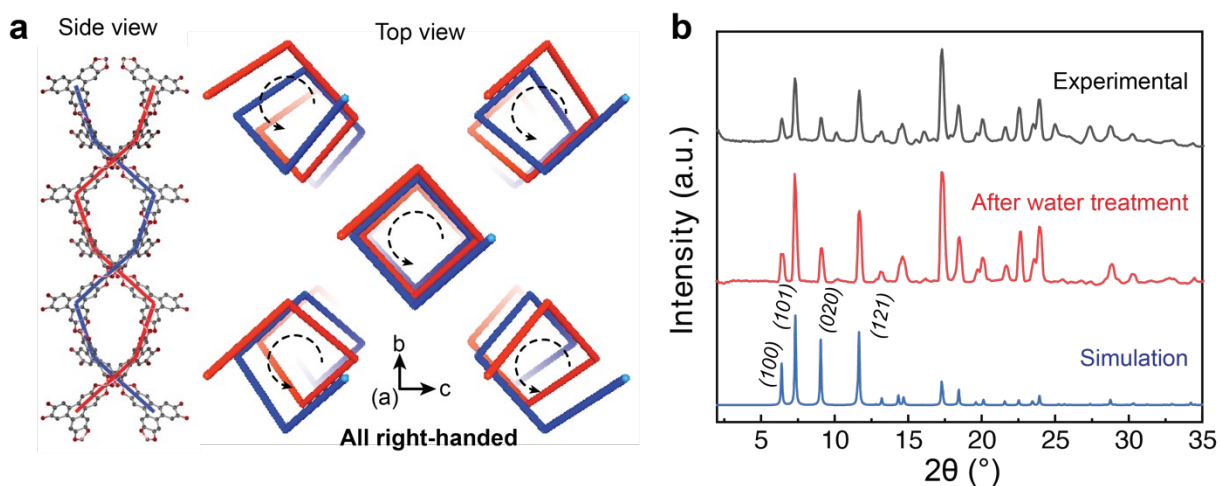 a
Side view
Top view
b
(a)
c
All right-handed
b
Intensity (a.u.)
Experimental
After water treatment
Simulation
(100)
(101)
(020)
(121)
5
10
15
20
25
30
35
2θ (°)